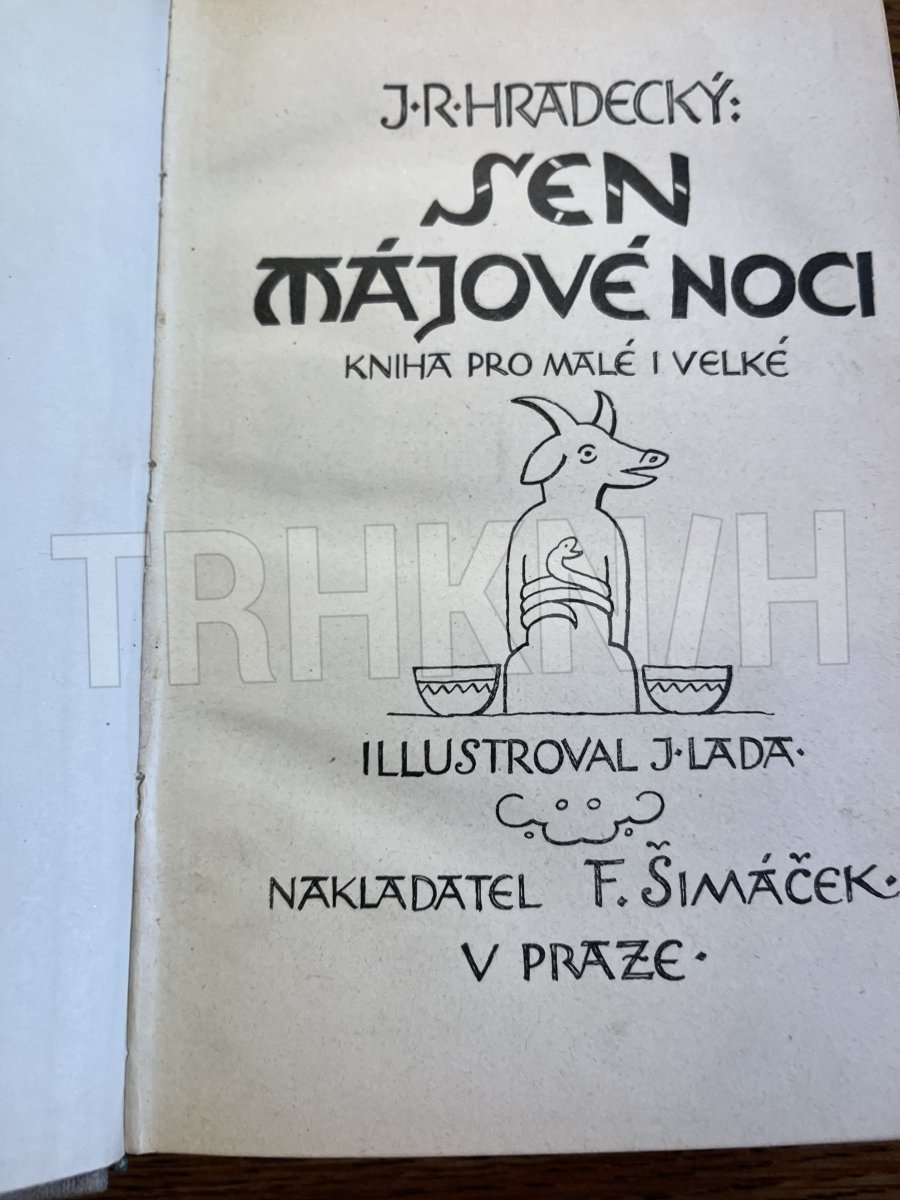 J·R·HRADECKÝ:
SEN
MÁJOVÉ NOCI
KNIHA PRO MALÉ I VELKÉ
TRHKNIH
ILLUSTROVAL J·LADA·
NAKLADATEL F. ŠIMÁČEK·
V PRAZE·